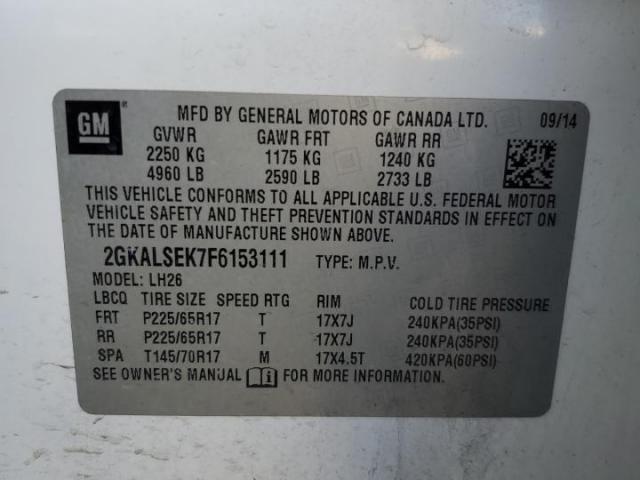 GM ® MFD BY GENERAL MOTORS OF CANADA LTD. 09/14
GVWR GAWR FRT GAWR RR
2250 KG 1175 KG 1240 KG
4960 LB 2590 LB 2733 LB
THIS VEHICLE CONFORMS TO ALL APPLICABLE U.S. FEDERAL MOTOR
VEHICLE SAFETY AND THEFT PREVENTION STANDARDS IN EFFECT ON
THE DATE OF MANUFACTURE SHOWN ABOVE.
2GKALSEK7F6153111 TYPE: M.P.V.
MODEL: LH26
LBCQ TIRE SIZE SPEED RTG RIM COLD TIRE PRESSURE
FRT P225/65R17 T 17X7J 240KPA(35PSI)
RR P225/65R17 T 17X7J 240KPA(35PSI)
SPA T145/70R17 M 17X4.5T 420KPA(60PSI)
SEE OWNER'S MANUAL FOR MORE INFORMATION.